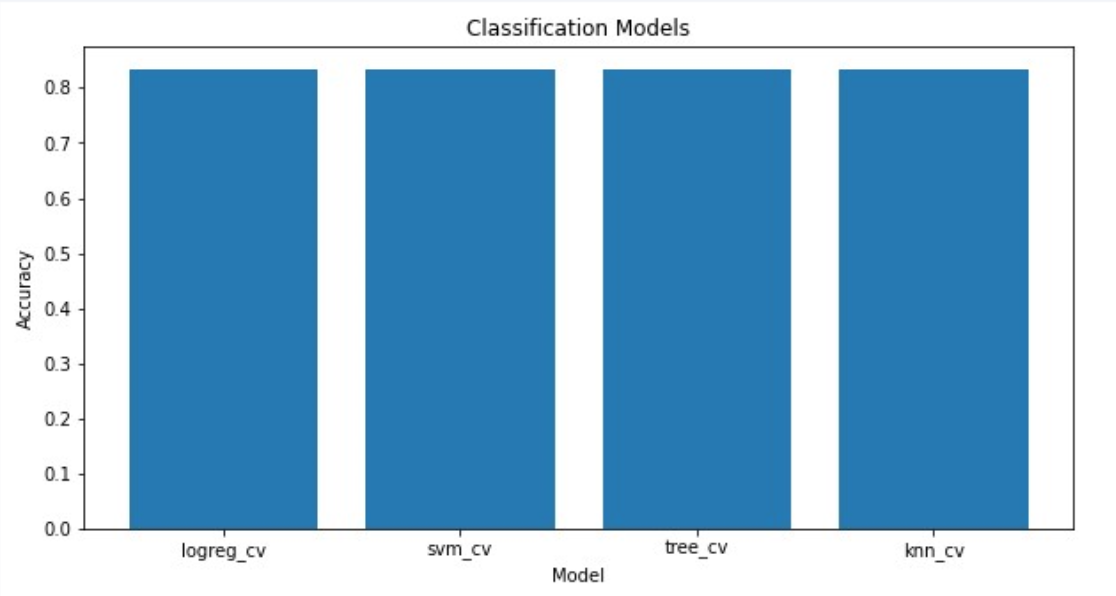 Classification Models
Accuracy
0.8
0.7
0.6
0.5
0.4
0.3
0.2
0.1
0.0
logreg_cv svm_cv tree_cv knn_cv
Model